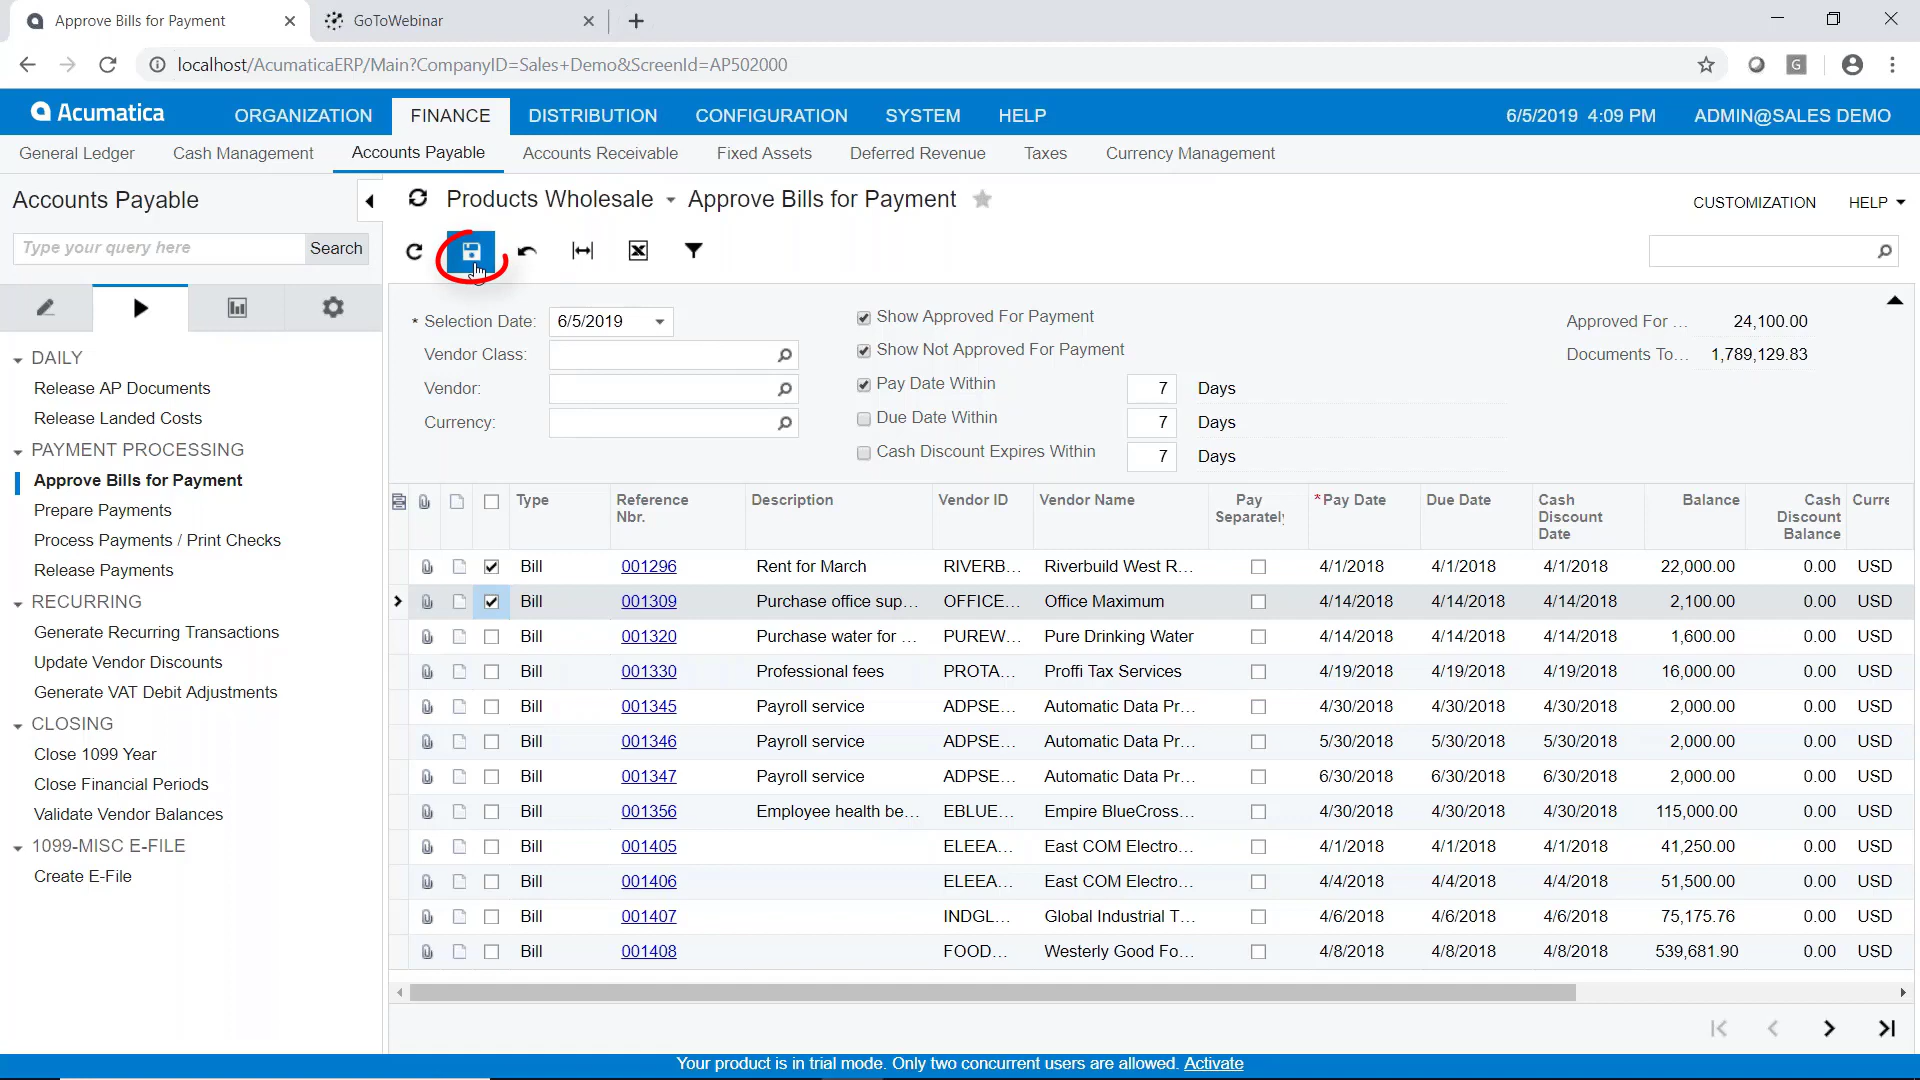 Approve Bills for Payment
GoToWebinar
localhost/AcumaticaERP/Main?CompanyID=Sales+Demo&ScreenId=AP502000
G
Acumatica ORGANIZATION FINANCE DISTRIBUTION CONFIGURATION SYSTEM HELP 6/5/2019 4:09 PM ADMIN@SALES DEMO
General Ledger Cash Management Accounts Payable Accounts Receivable Fixed Assets Deferred Revenue Taxes Currency Management
Accounts Payable
Type your query here Search
DAILY
Release AP Documents
Release Landed Costs
PAYMENT PROCESSING
Approve Bills for Payment
Prepare Payments
Process Payments / Print Checks
Release Payments
RECURRING
Generate Recurring Transactions
Update Vendor Discounts
Generate VAT Debit Adjustments
CLOSING
Close 1099 Year
Close Financial Periods
Validate Vendor Balances
1099-MISC E-FILE
Create E-File
Products Wholesale Approve Bills for Payment
CUSTOMIZATION HELP
* Selection Date: 6/5/2019
Vendor Class:
Vendor:
Currency:
Show Approved For Payment
Show Not Approved For Payment
Pay Date Within 7 Days
Due Date Within 7 Days
Cash Discount Expires Within 7 Days
Approved For ... 24,100.00
Documents To... 1,789,129.83
Type Reference Nbr. Description Vendor ID Vendor Name Pay Separately *Pay Date Due Date Cash Discount Date Balance Cash Discount Balance Curre
Bill 001296 Rent for March RIVERB... Riverbuild West R... 4/1/2018 4/1/2018 4/1/2018 22,000.00 0.00 USD
Bill 001309 Purchase office sup... OFFICE... Office Maximum 4/14/2018 4/14/2018 4/14/2018 2,100.00 0.00 USD
Bill 001320 Purchase water for ... PUREW... Pure Drinking Water 4/14/2018 4/14/2018 4/14/2018 1,600.00 0.00 USD
Bill 001330 Professional fees PROTA... Proffi Tax Services 4/19/2018 4/19/2018 4/19/2018 16,000.00 0.00 USD
Bill 001345 Payroll service ADPSE... Automatic Data Pr... 4/30/2018 4/30/2018 4/30/2018 2,000.00 0.00 USD
Bill 001346 Payroll service ADPSE... Automatic Data Pr... 5/30/2018 5/30/2018 5/30/2018 2,000.00 0.00 USD
Bill 001347 Payroll service ADPSE... Automatic Data Pr... 6/30/2018 6/30/2018 6/30/2018 2,000.00 0.00 USD
Bill 001356 Employee health be... EBLUE... Empire BlueCross... 4/30/2018 4/30/2018 4/30/2018 115,000.00 0.00 USD
Bill 001405 ELEEA... East COM Electro... 4/1/2018 4/1/2018 4/1/2018 41,250.00 0.00 USD
Bill 001406 ELEEA... East COM Electro... 4/4/2018 4/4/2018 4/4/2018 51,500.00 0.00 USD
Bill 001407 INDGL... Global Industrial T... 4/6/2018 4/6/2018 4/6/2018 75,175.76 0.00 USD
Bill 001408 FOOD... Westerly Good Fo... 4/8/2018 4/8/2018 4/8/2018 539,681.90 0.00 USD
Your product is in trial mode. Only two concurrent users are allowed. Activate